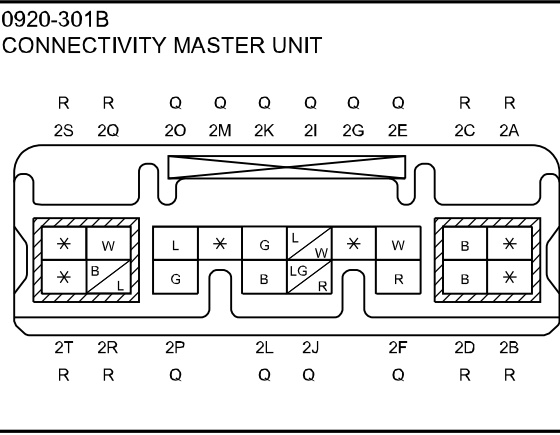 0920-301B
CONNECTIVITY MASTER UNIT
R R Q Q Q Q Q Q R R
2S 2Q 2O 2M 2K 2I 2G 2E 2C 2A
* W L * G L/W * W B *
* B/L G B LG/R R B *
2T 2R 2P 2L 2J 2F 2D 2B
R R Q Q Q Q R R